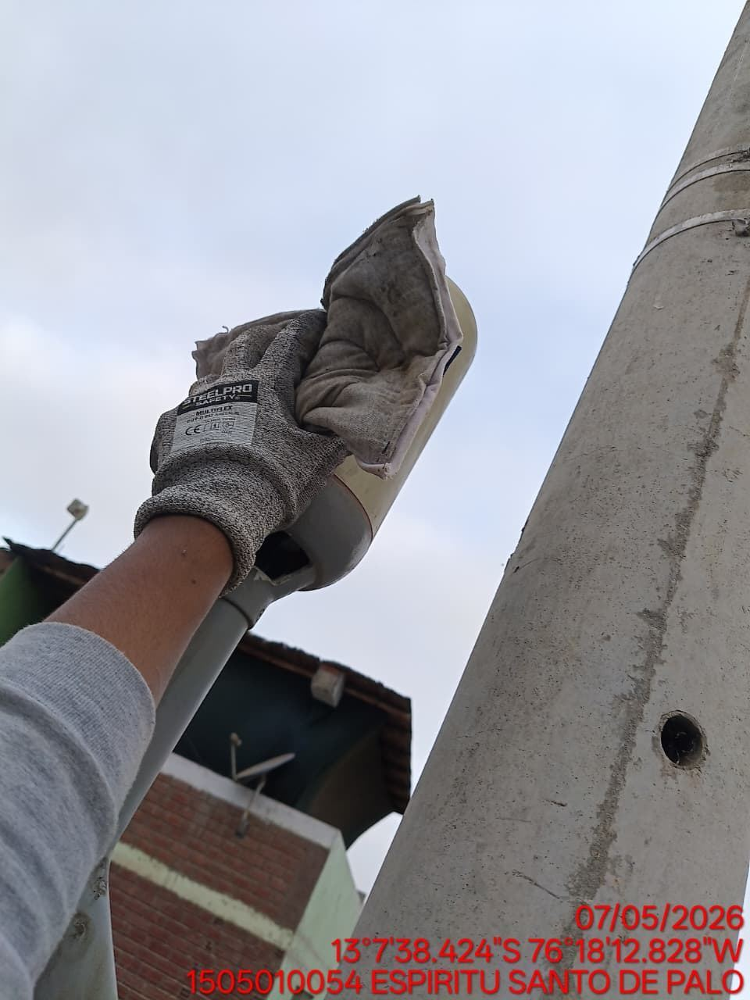 STEELPRO
SAFETY
MULTIFLEX
CE
07/05/2026
13°7'38.424"S 76°18'12.828"W
1505010054 ESPIRITU SANTO DE PALO